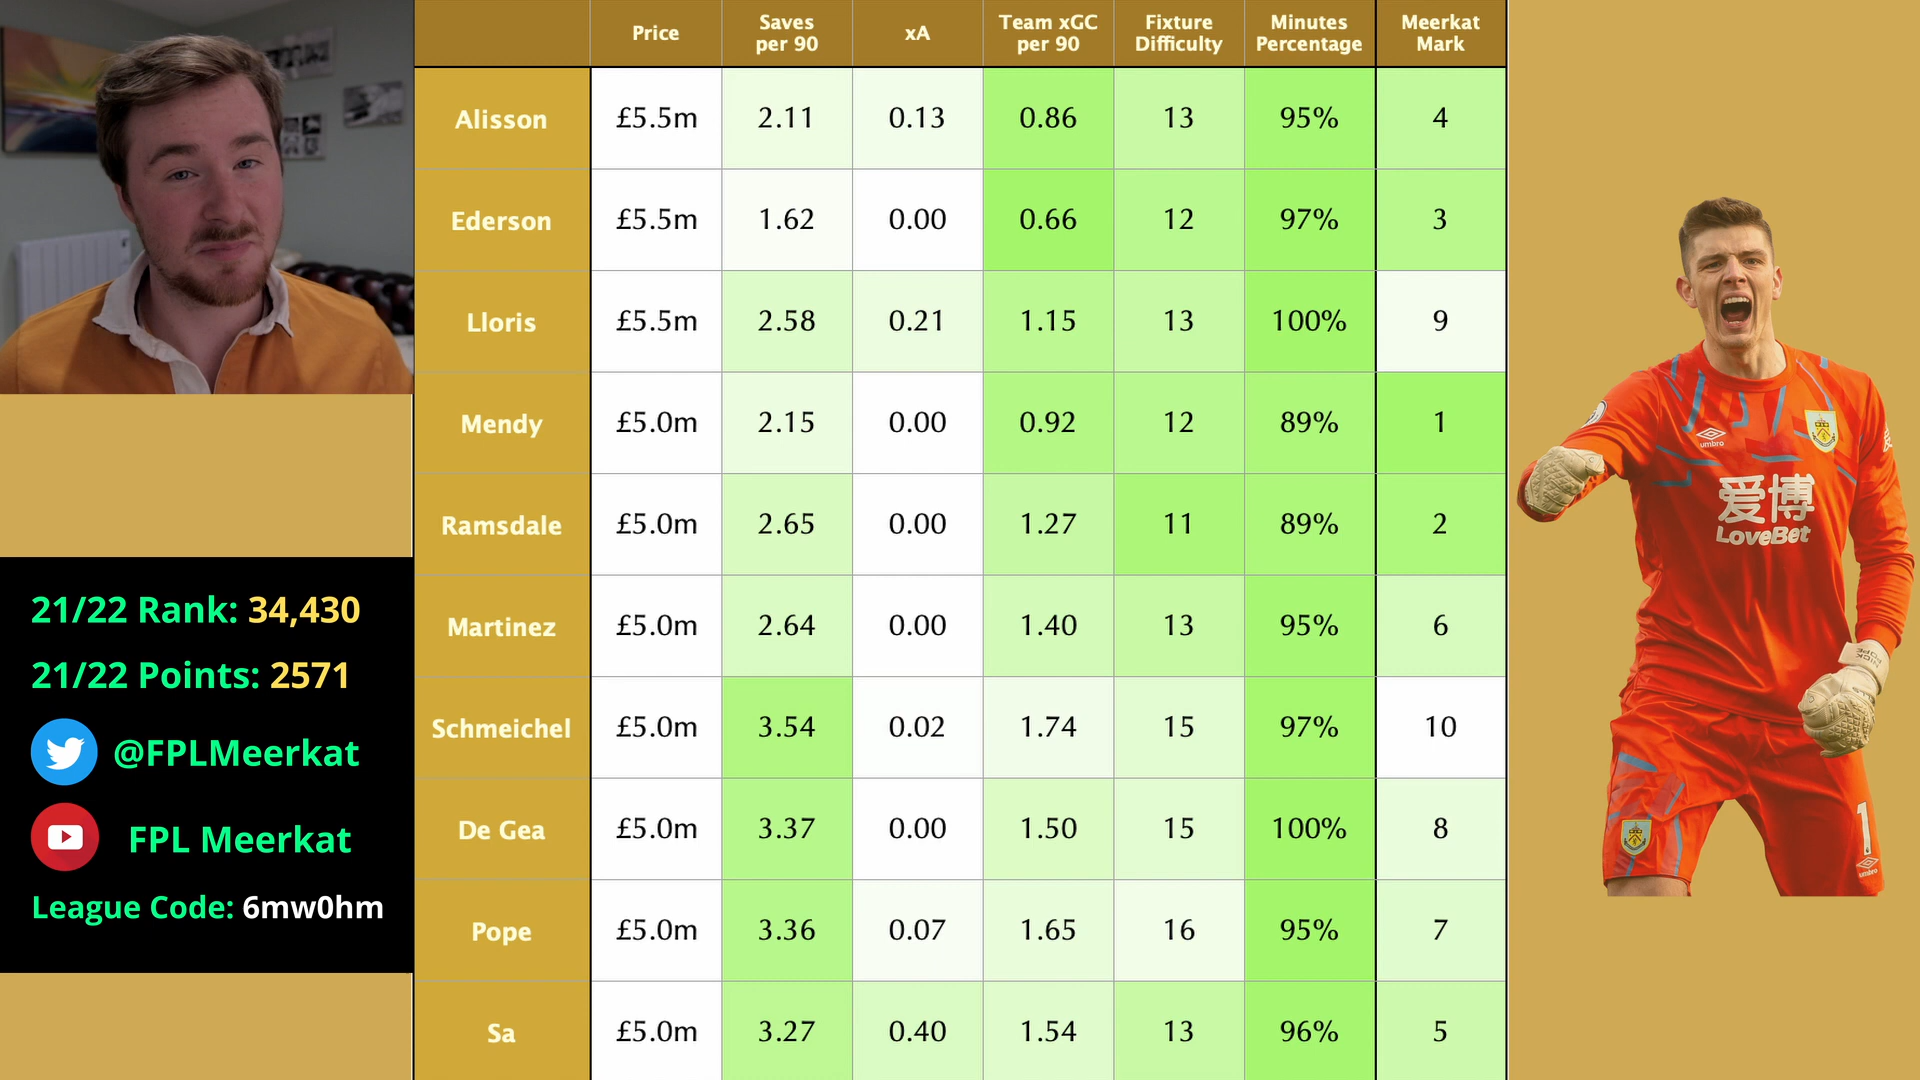 Price Saves per 90 xA Team xGC per 90 Fixture Difficulty Minutes Percentage Meerkat Mark
Alisson £5.5m 2.11 0.13 0.86 13 95% 4
Ederson £5.5m 1.62 0.00 0.66 12 97% 3
Lloris £5.5m 2.58 0.21 1.15 13 100% 9
Mendy £5.0m 2.15 0.00 0.92 12 89% 1
Ramsdale £5.0m 2.65 0.00 1.27 11 89% 2
Martinez £5.0m 2.64 0.00 1.40 13 95% 6
Schmeichel £5.0m 3.54 0.02 1.74 15 97% 10
De Gea £5.0m 3.37 0.00 1.50 15 100% 8
Pope £5.0m 3.36 0.07 1.65 16 95% 7
Sa £5.0m 3.27 0.40 1.54 13 96% 5
21/22 Rank: 34,430
21/22 Points: 2571
@FPLMeerkat
FPL Meerkat
League Code: 6mw0hm
umbro
爱博
LoveBet
NICK POPE
1
umbro